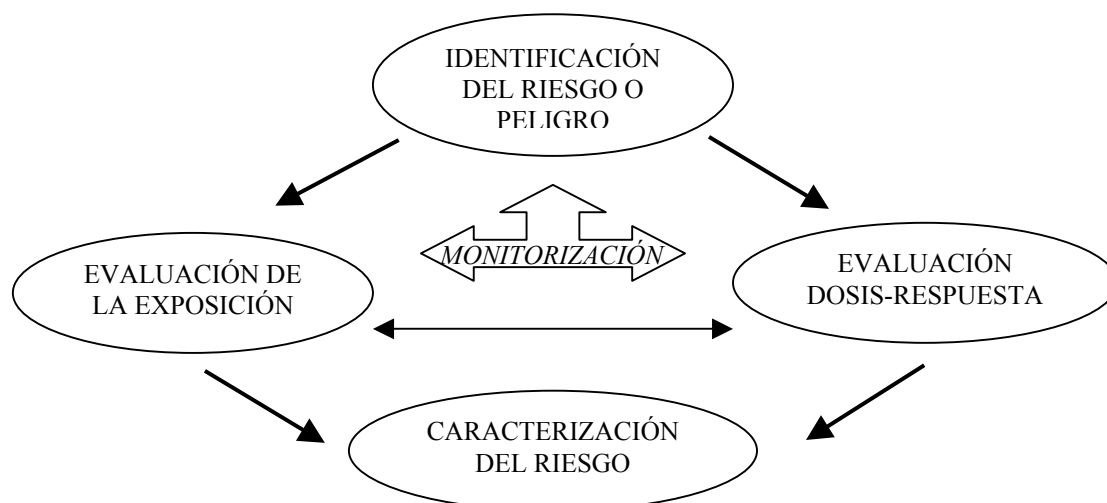 IDENTIFICACIÓN
DEL RIESGO O
PELIGRO
MONITORIZACIÓN
EVALUACIÓN DE
LA EXPOSICIÓN
EVALUACIÓN
DOSIS-RESPUESTA
CARACTERIZACIÓN
DEL RIESGO